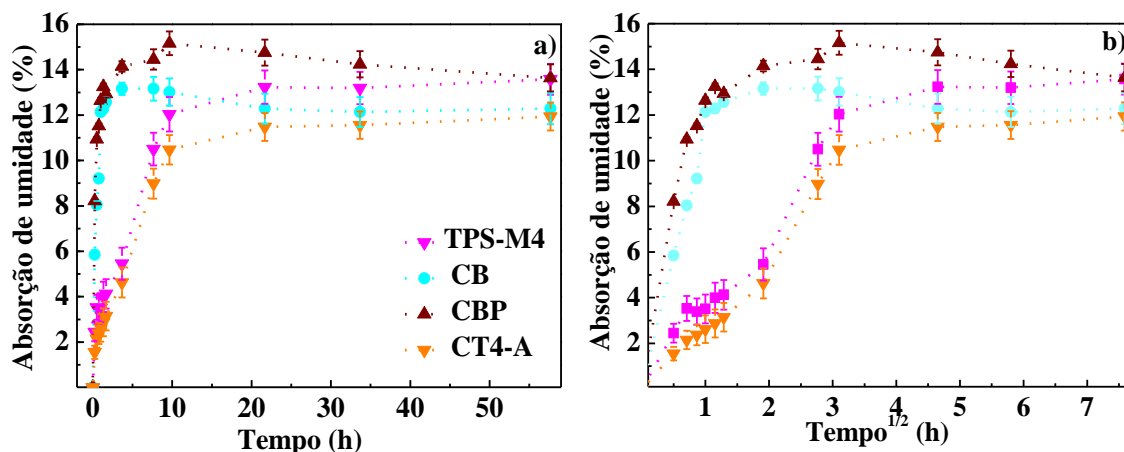 a)
Absorção de umidade (%)
16
14
12
10
8
6
4
2
0
10
20
30
40
50
Tempo (h)
TPS-M4
CB
CBP
CT4-A
b)
Absorção de umidade (%)
16
14
12
10
8
6
4
2
1
2
3
4
5
6
7
Tempo^1/2 (h)